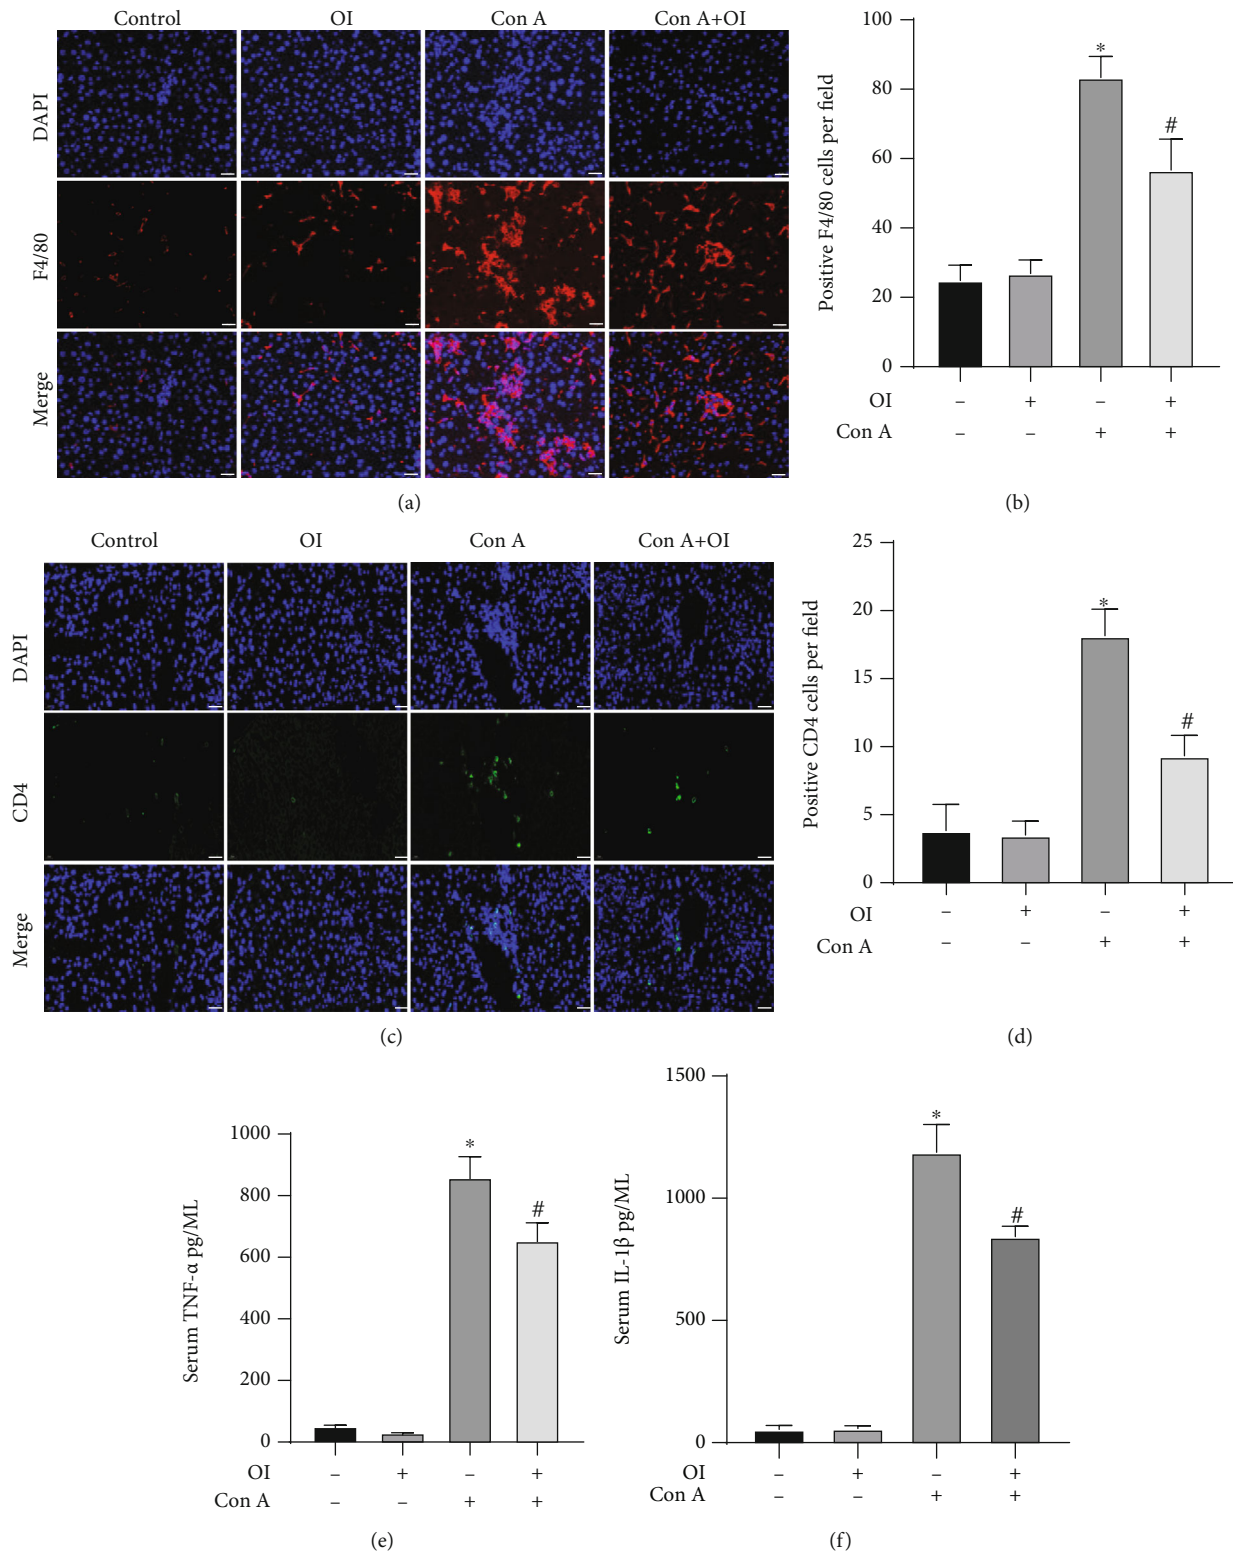 Control OI Con A Con A+OI
DAPI
F4/80
Merge
(a)
100
80
60
40
20
0
Positive F4/80 cells per field
*
#
OI – + – +
Con A – – + +
(b)
Control OI Con A Con A+OI
DAPI
CD4
Merge
(c)
25
20
15
10
5
0
Positive CD4 cells per field
*
#
OI – + – +
Con A – – + +
(d)
1000
800
600
400
200
0
Serum TNF-α pg/ML
*
#
OI – + – +
Con A – – + +
(e)
1500
1000
500
0
Serum IL-1β pg/ML
*
#
OI – + – +
Con A – – + +
(f)